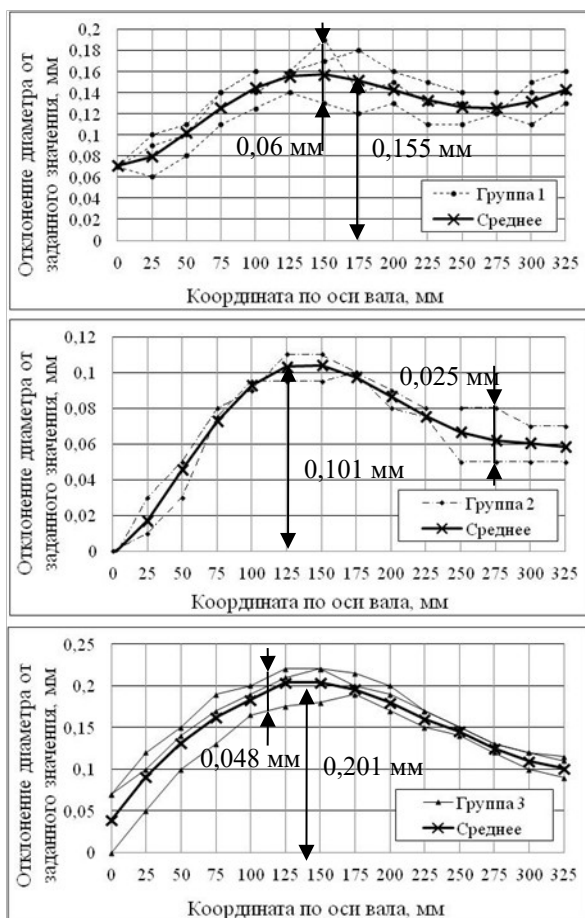 Отклонение диаметра от
заданного значения, мм
0,2
0,18
0,16
0,14
0,12
0,1
0,08
0,06
0,04
0,02
0
0,06 мм
0,155 мм
Группа 1
Среднее
0 25 50 75 100 125 150 175 200 225 250 275 300 325
Координата по оси вала, мм
Отклонение диаметра от
заданного значения, мм
0,12
0,1
0,08
0,06
0,04
0,02
0
0,025 мм
0,101 мм
Группа 2
Среднее
0 25 50 75 100 125 150 175 200 225 250 275 300 325
Координата по оси вала, мм
Отклонение диаметра от
заданного значения, мм
0,25
0,2
0,15
0,1
0,05
0
0,048 мм
0,201 мм
Группа 3
Среднее
0 25 50 75 100 125 150 175 200 225 250 275 300 325
Координата по оси вала, мм